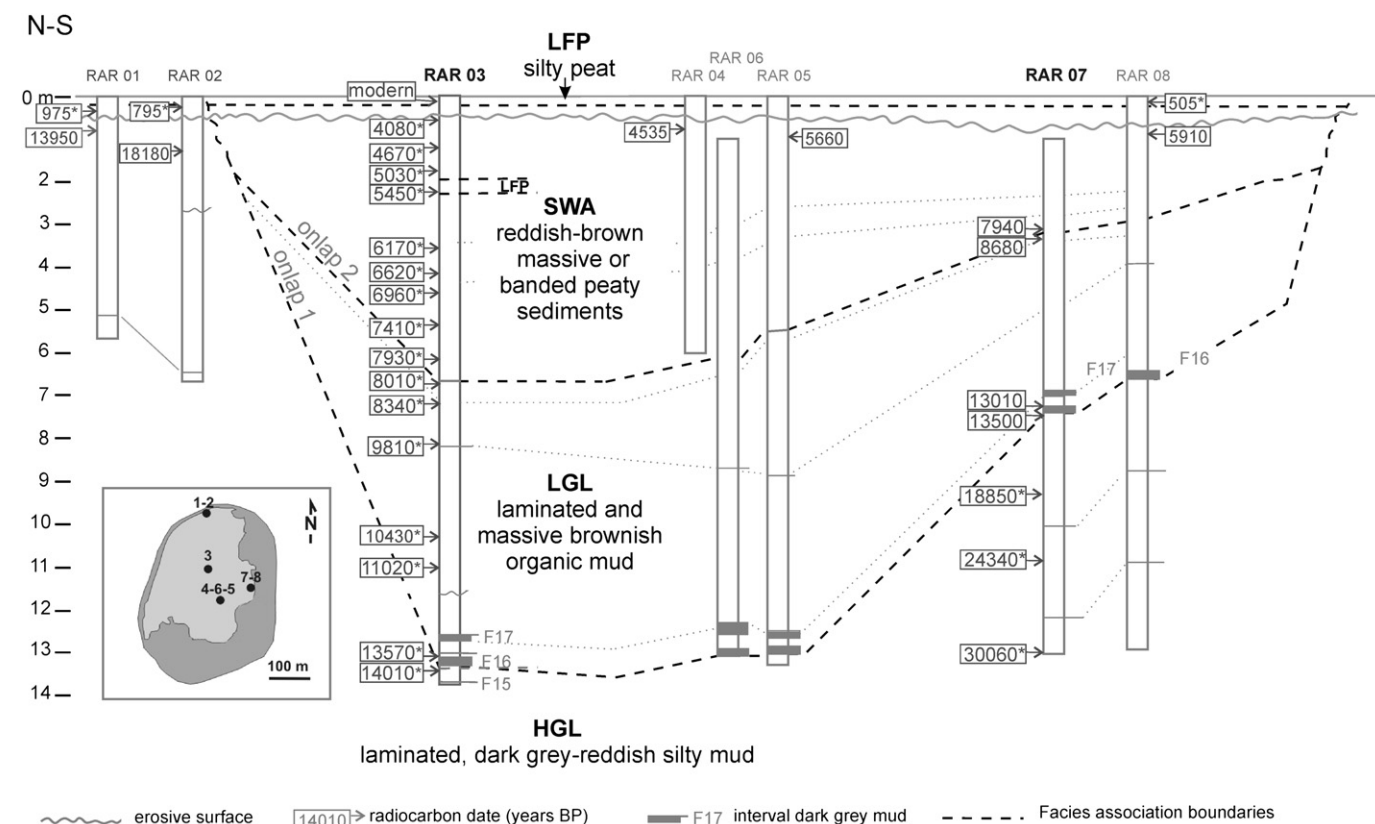 N-S
LFP
silty peat
RAR 01
RAR 02
RAR 03
RAR 06
RAR 04
RAR 05
RAR 07
RAR 08
modern
0 m
2
3
4
5
6
7
8
9
10
11
12
13
14
975*
13950
795*
18180
4080*
4670*
5030*
5450*
6170*
6620*
6960*
7410*
7930*
8010*
8340*
9810*
10430*
11020*
13570*
14010*
4535
5660
7940
8680
13010
13500
18850*
24340*
30060*
505*
5910
LFP
SWA
reddish-brown
massive or
banded peaty
sediments
onlap 2
onlap 1
LGL
laminated and
massive brownish
organic mud
F17
F16
F15
F17
F16
HGL
laminated, dark grey-reddish silty mud
1-2
N
3
7-8
4-6-5
100 m
erosive surface
14010 radiocarbon date (years BP)
F17 interval dark grey mud
Facies association boundaries